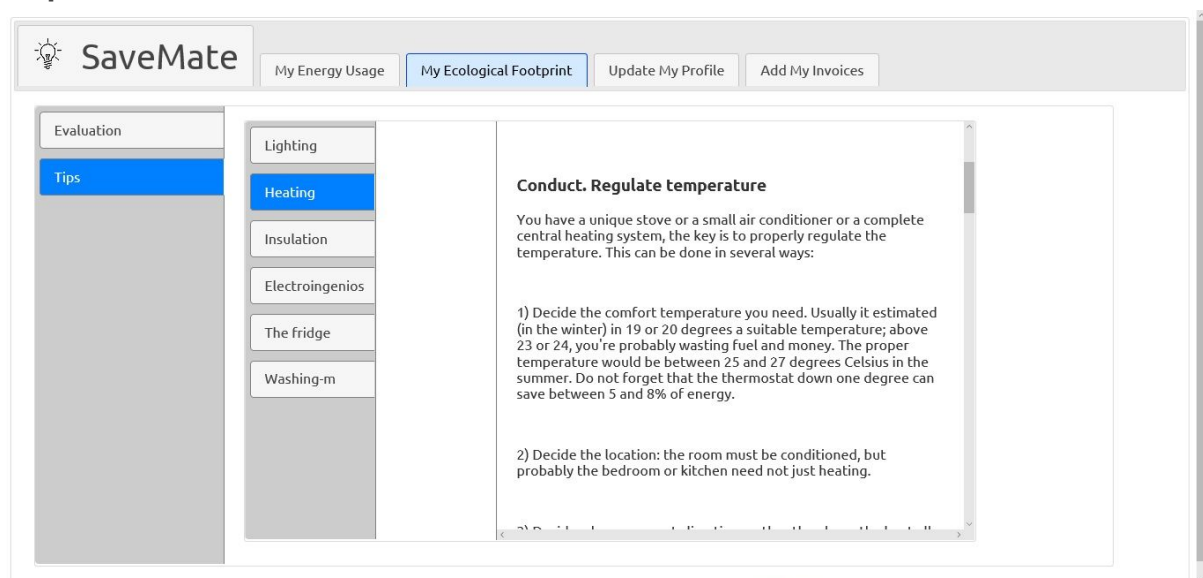 SaveMate
My Energy Usage
My Ecological Footprint
Update My Profile
Add My Invoices
Evaluation
Tips
Lighting
Heating
Insulation
Electroingenios
The fridge
Washing-m
Conduct. Regulate temperature
You have a unique stove or a small air conditioner or a complete
central heating system, the key is to properly regulate the
temperature. This can be done in several ways:
1) Decide the comfort temperature you need. Usually it estimated
(in the winter) in 19 or 20 degrees a suitable temperature; above
23 or 24, you're probably wasting fuel and money. The proper
temperature would be between 25 and 27 degrees Celsius in the
summer. Do not forget that the thermostat down one degree can
save between 5 and 8% of energy.
2) Decide the location: the room must be conditioned, but
probably the bedroom or kitchen need not just heating.